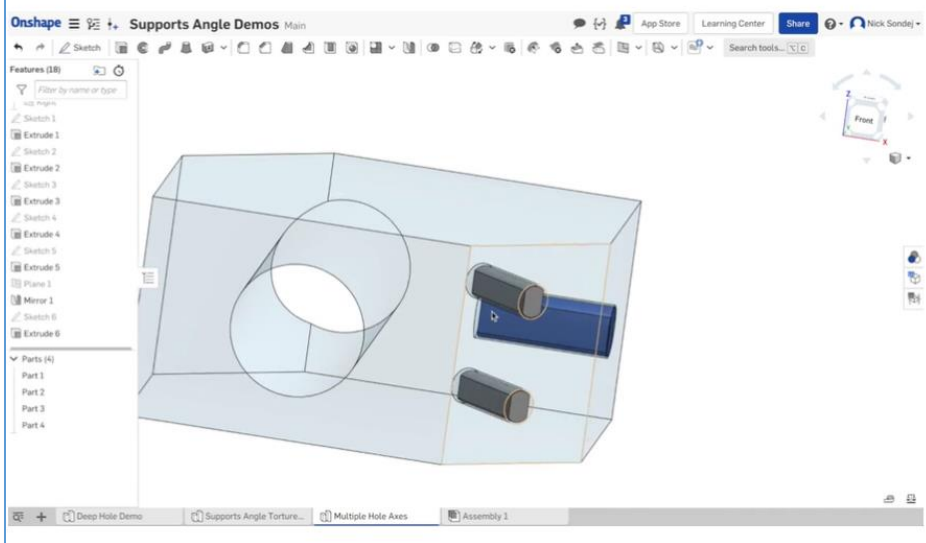 Onshape Supports Angle Demos Main App Store Learning Center Share Nick Sondej
Sketch Search tools... ⌥ C
Features (18)
Filter by name or type
Right
Sketch 1
Extrude 1
Sketch 2
Extrude 2
Sketch 3
Extrude 3
Sketch 4
Extrude 4
Sketch 5
Extrude 5
Plane 1
Mirror 1
Sketch 6
Extrude 6
Parts (4)
Part 1
Part 2
Part 3
Part 4
Z
Front
X
Deep Hole Demo Supports Angle Torture... Multiple Hole Axes Assembly 1